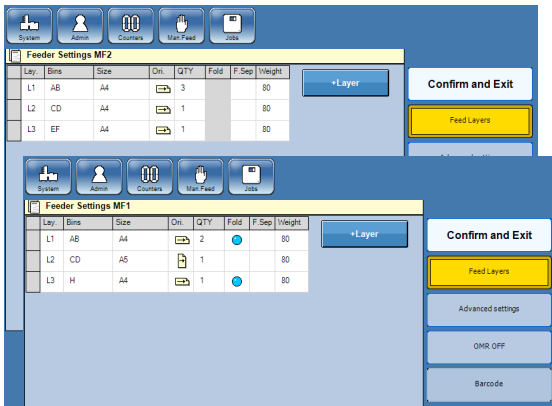 System Admin Counters Man.Feed Jobs
Feeder Settings MF2
Lay. Bins Size Ori. QTY Fold F.Sep Weight
L1 AB A4 3 80
L2 CD A4 1 80
L3 EF A4 1 80
+Layer
Confirm and Exit
Feed Layers
System Admin Counters Man.Feed Jobs
Feeder Settings MF1
Lay. Bins Size Ori. QTY Fold F.Sep Weight
L1 AB A4 2 80
L2 CD A5 1 80
L3 H A4 1 80
+Layer
Confirm and Exit
Feed Layers
Advanced settings
OMR OFF
Barcode